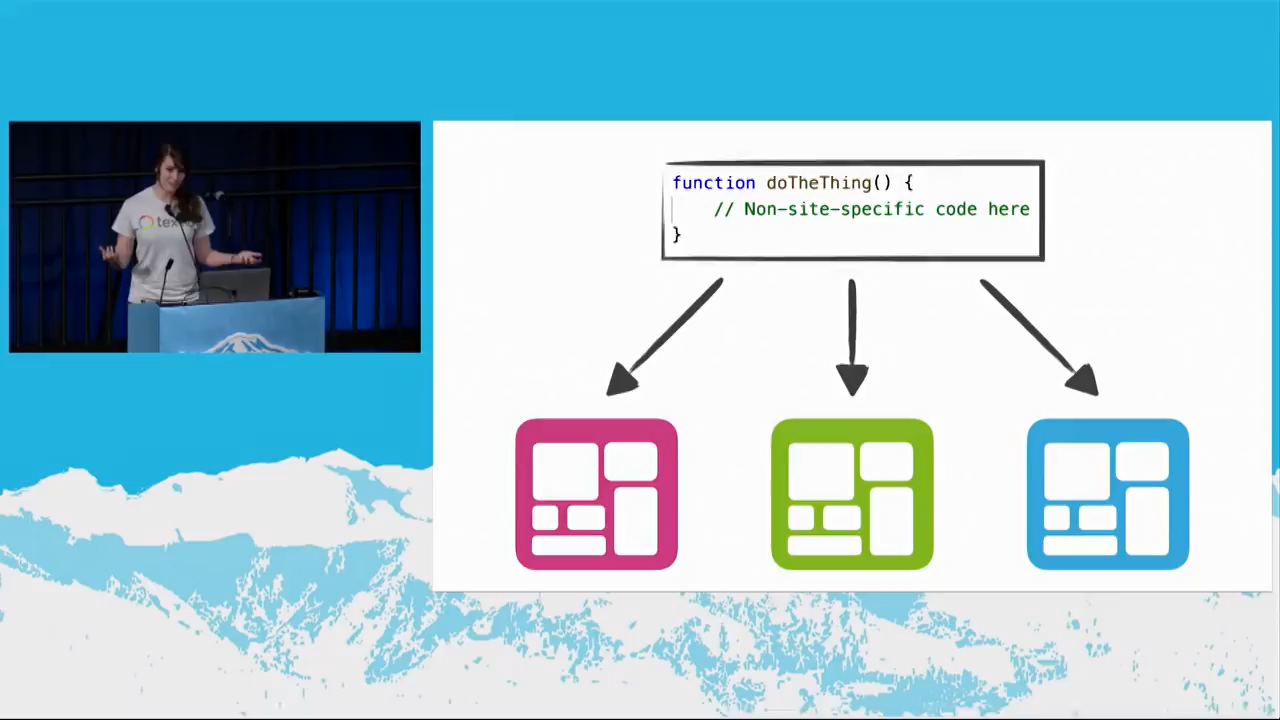 function doTheThing() {
// Non-site-specific code here
}